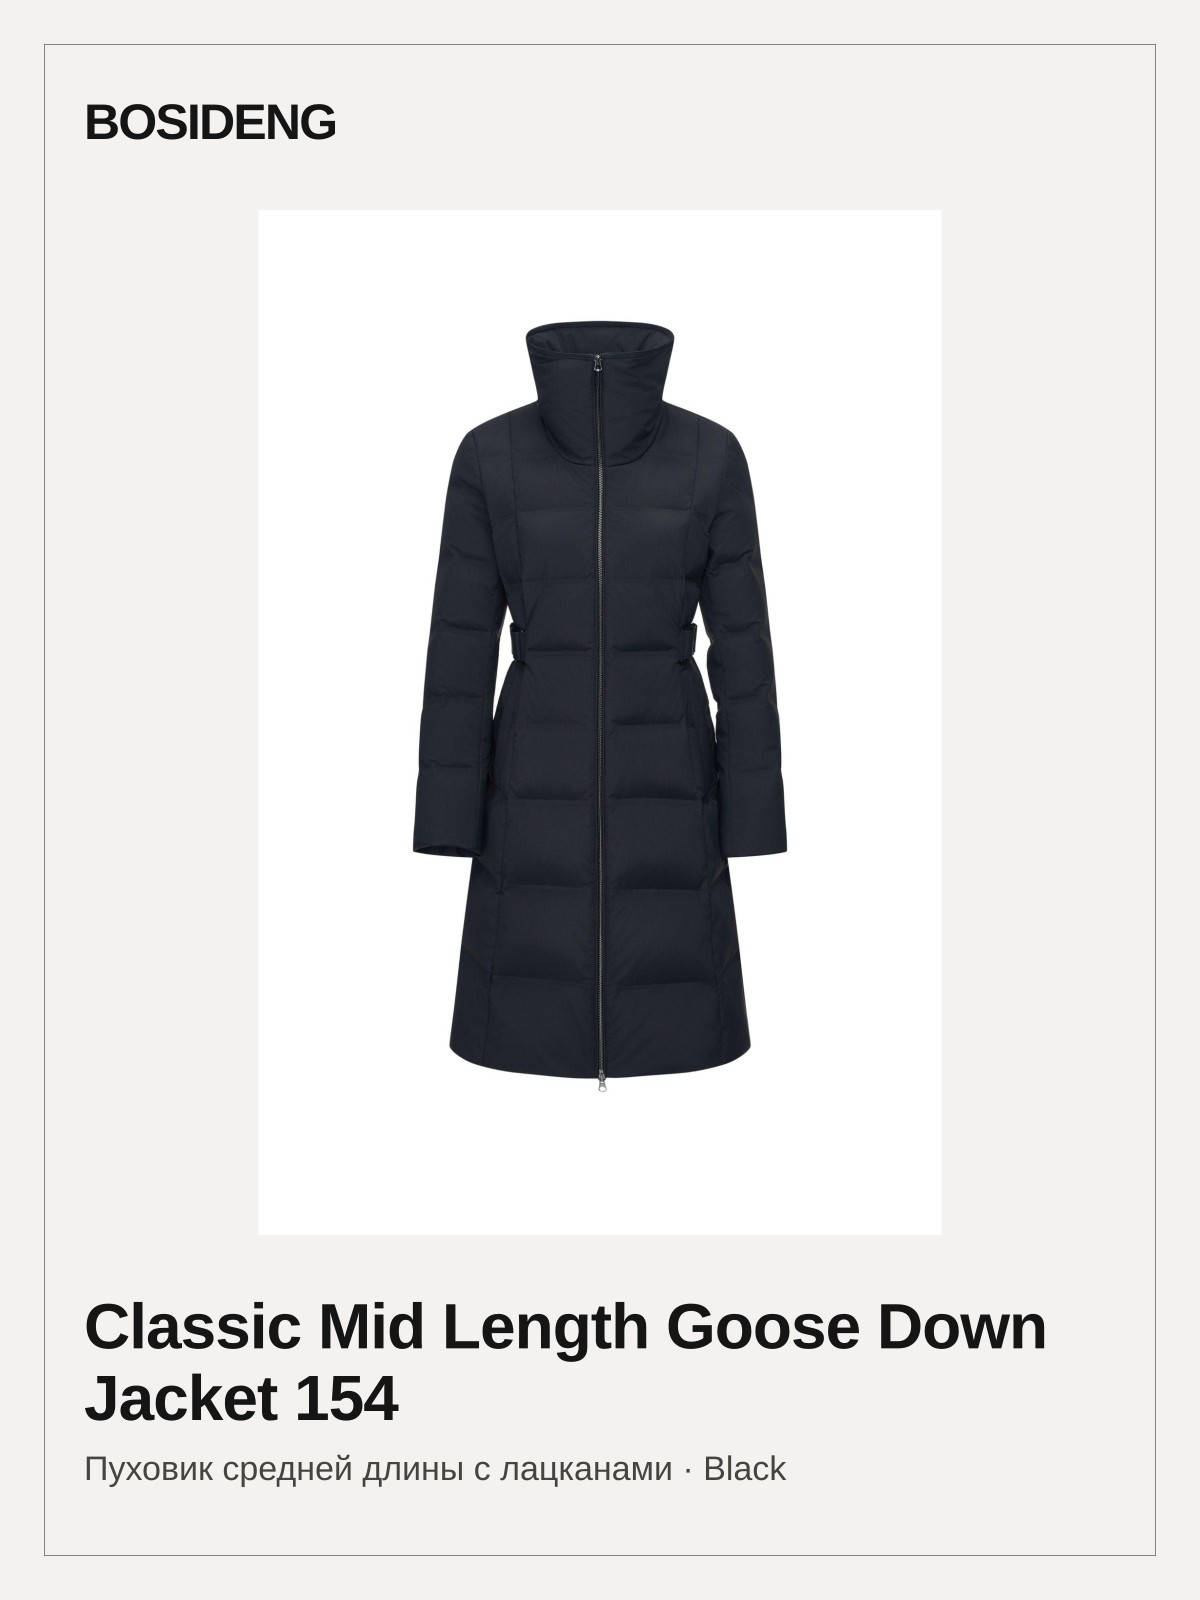 BOSIDENG
Classic Mid Length Goose Down
Jacket 154
Пуховик средней длины с лацканами · Black